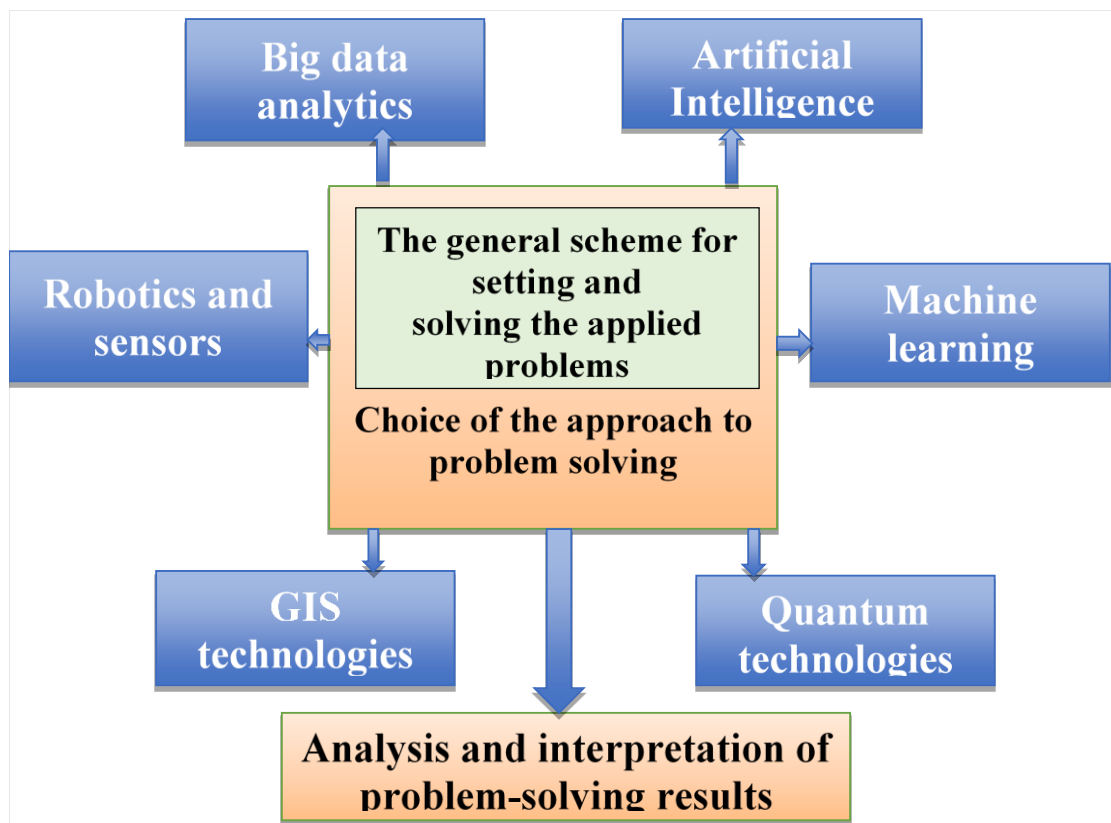 Big data
analytics
Artificial
Intelligence
The general scheme for
setting and
solving the applied
problems
Robotics and
sensors
Machine
learning
Choice of the approach to
problem solving
GIS
technologies
Quantum
technologies
Analysis and interpretation of
problem-solving results